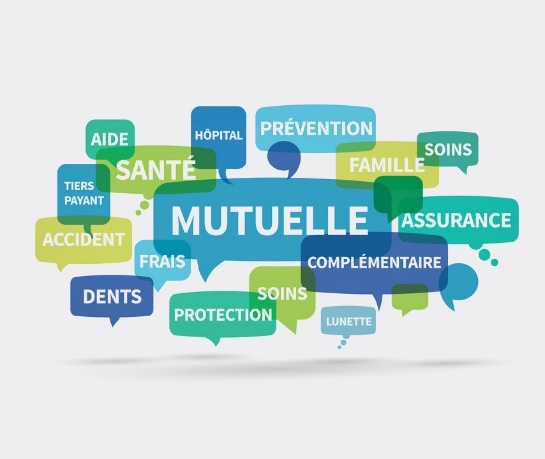 AIDE
HÔPITAL
PRÉVENTION
SANTÉ
FAMILLE
SOINS
TIERS
PAYANT
MUTUELLE
ASSURANCE
ACCIDENT
FRAIS
COMPLÉMENTAIRE
DENTS
SOINS
PROTECTION
LUNETTE